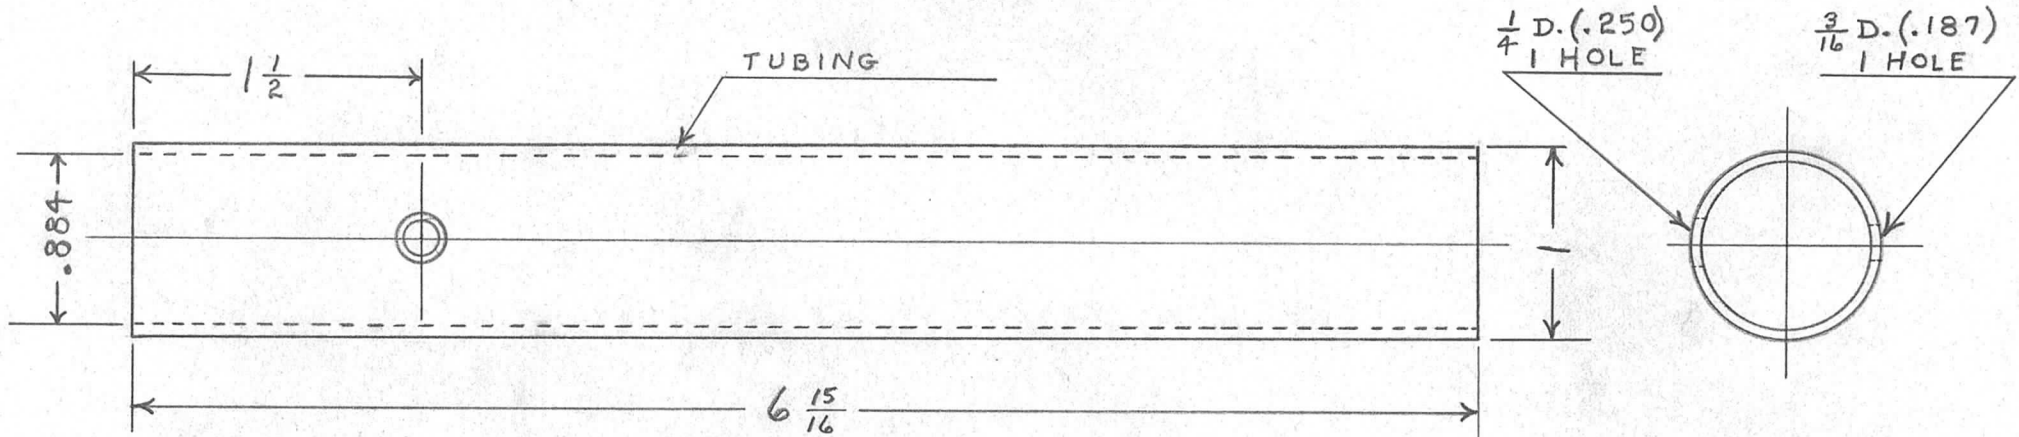 1 1/2
TUBING
1/4 D. (.250)
1 HOLE
3/16 D. (.187)
1 HOLE
.884
1
6 15/16